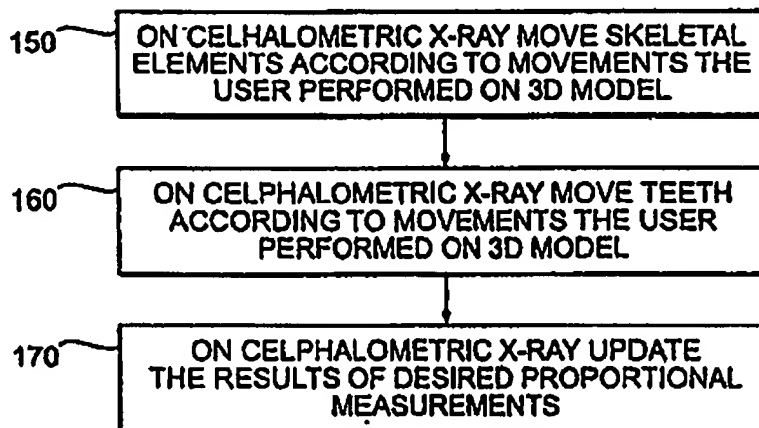 150
ON CELHALOMETRIC X-RAY MOVE SKELETAL
ELEMENTS ACCORDING TO MOVEMENTS THE
USER PERFORMED ON 3D MODEL
160
ON CELPHALOMETRIC X-RAY MOVE TEETH
ACCORDING TO MOVEMENTS THE USER
PERFORMED ON 3D MODEL
170
ON CELPHALOMETRIC X-RAY UPDATE
THE RESULTS OF DESIRED PROPORTIONAL
MEASUREMENTS